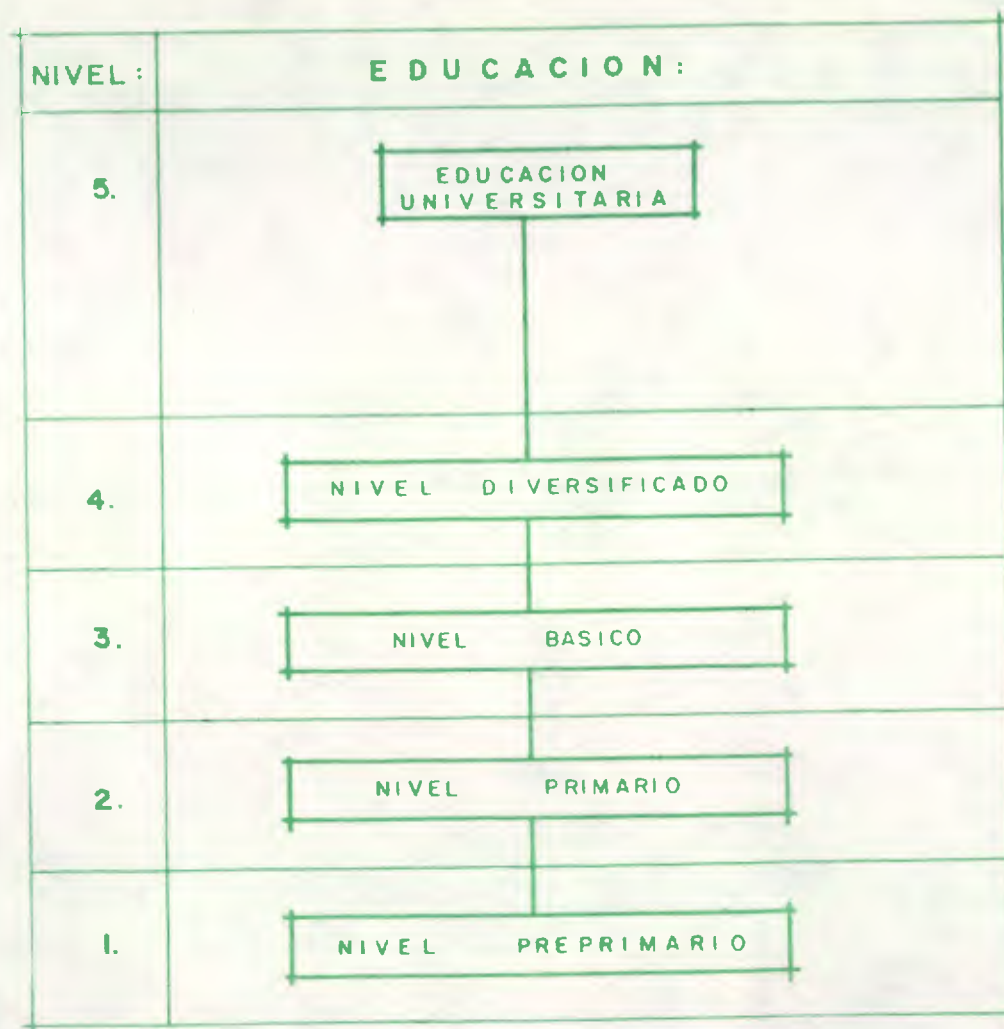 NIVEL: EDUCACION:
5. EDUCACION
UNIVERSITARIA
4. NIVEL DIVERSIFICADO
3. NIVEL BASICO
2. NIVEL PRIMARIO
1. NIVEL PREPRIMARIO